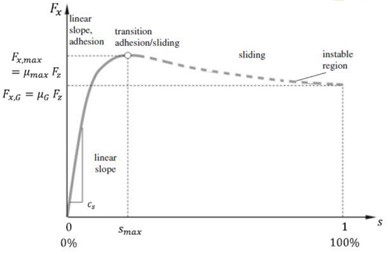 Fₓ
linear
slope,
adhesion
transition
adhesion/sliding
sliding
instable
region
Fₓ,max
= μmax Fz
Fₓ,G = μG Fz
linear
slope
cs
0
smax
1
s
0%
100%